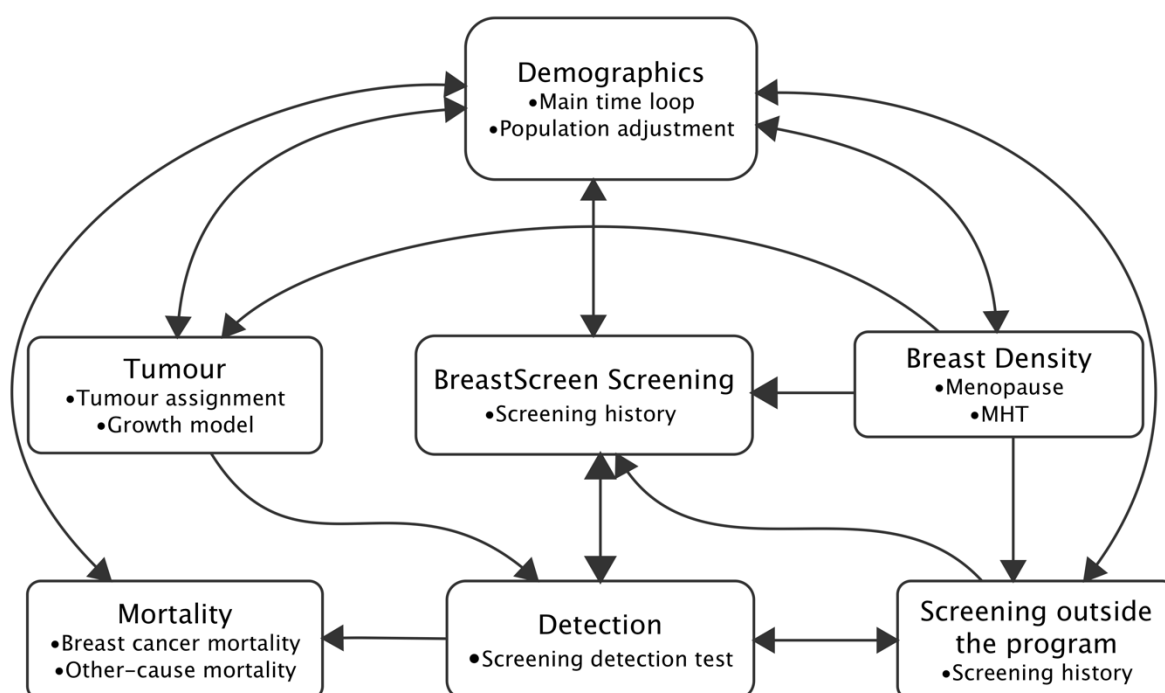 Demographics
•Main time loop
•Population adjustment
Tumour
•Tumour assignment
•Growth model
BreastScreen Screening
•Screening history
Breast Density
•Menopause
•MHT
Mortality
•Breast cancer mortality
•Other-cause mortality
Detection
•Screening detection test
Screening outside
the program
•Screening history